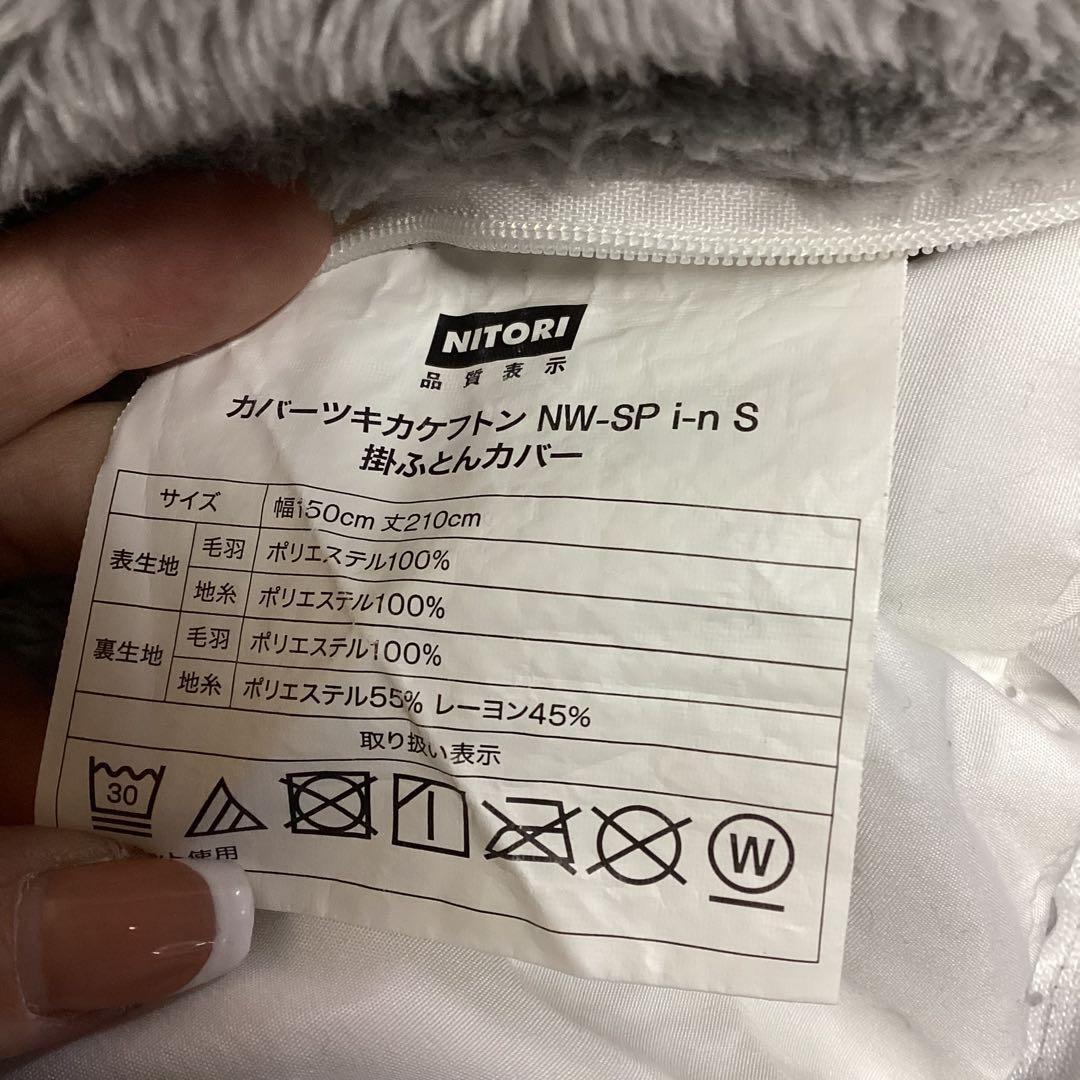 NITORI
品質表示
カバーツキカケフトン NW-SP i-n S
掛ふとんカバー
サイズ 幅150cm 丈210cm
表生地 毛羽 ポリエステル100%
地糸 ポリエステル100%
裏生地 毛羽 ポリエステル100%
地糸 ポリエステル55% レーヨン45%
取り扱い表示
30
W
使用